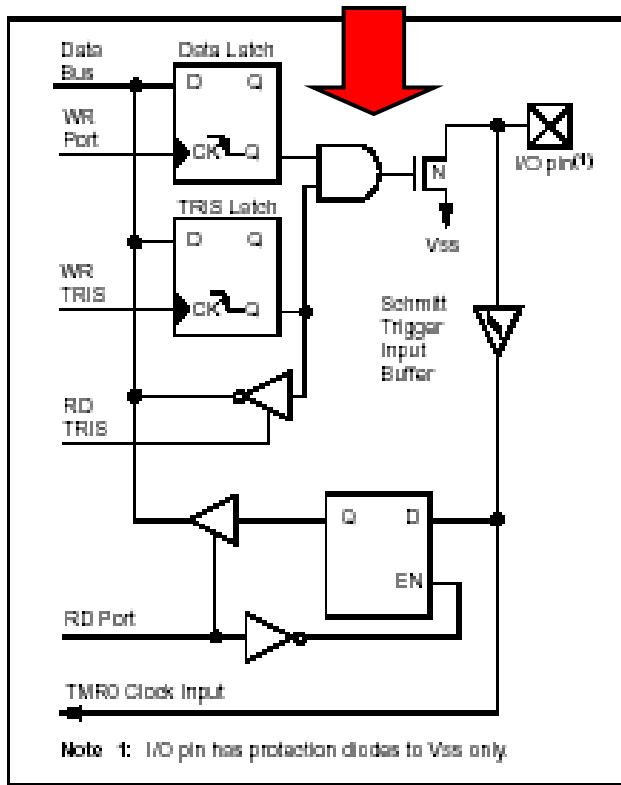 Data
Bus
Data Latch
D Q
WR
Port
CK Q
N
I/O pin(1)
Vss
TRIS Latch
D Q
WR
TRIS
CK Q
Schmitt
Trigger
Input
Buffer
RD
TRIS
Q D
EN
RD Port
TMR0 Clock Input
Note 1: I/O pin has protection diodes to Vss only.